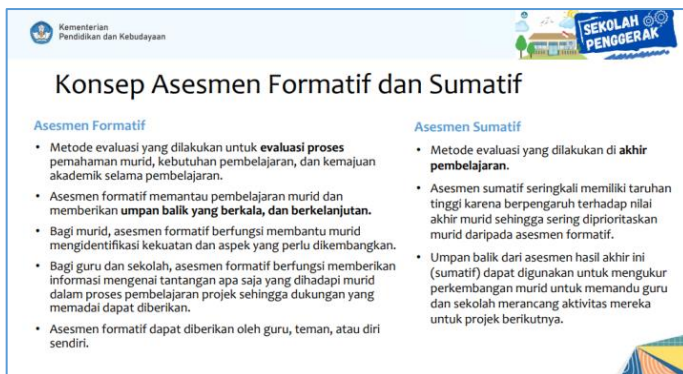 Kementerian
Pendidikan dan Kebudayaan
SEKOLAH
PENGGERAK
Konsep Asesmen Formatif dan Sumatif
Asesmen Formatif
• Metode evaluasi yang dilakukan untuk evaluasi proses
pemahaman murid, kebutuhan pembelajaran, dan kemajuan
akademik selama pembelajaran.
• Asesmen formatif memantau pembelajaran murid dan
memberikan umpan balik yang berkala, dan berkelanjutan.
• Bagi murid, asesmen formatif berfungsi membantu murid
mengidentifikasi kekuatan dan aspek yang perlu dikembangkan.
• Bagi guru dan sekolah, asesmen formatif berfungsi memberikan
informasi mengenai tantangan apa saja yang dihadapi murid
dalam proses pembelajaran projek sehingga dukungan yang
memadai dapat diberikan.
• Asesmen formatif dapat diberikan oleh guru, teman, atau diri
sendiri.
Asesmen Sumatif
• Metode evaluasi yang dilakukan di akhir
pembelajaran.
• Asesmen sumatif seringkali memiliki taruhan
tinggi karena berpengaruh terhadap nilai
akhir murid sehingga sering diprioritaskan
murid daripada asesmen formatif.
• Umpan balik dari asesmen hasil akhir ini
(sumatif) dapat digunakan untuk mengukur
perkembangan murid untuk memandu guru
dan sekolah merancang aktivitas mereka
untuk projek berikutnya.